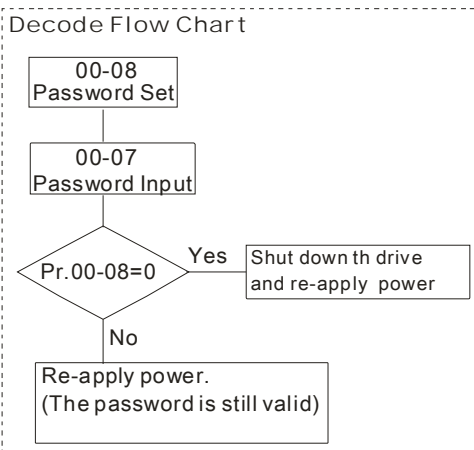 Decode Flow Chart
00-08
Password Set
00-07
Password Input
Pr.00-08=0
Yes
Shut down th drive
and re-apply power
No
Re-apply power.
(The password is still valid)